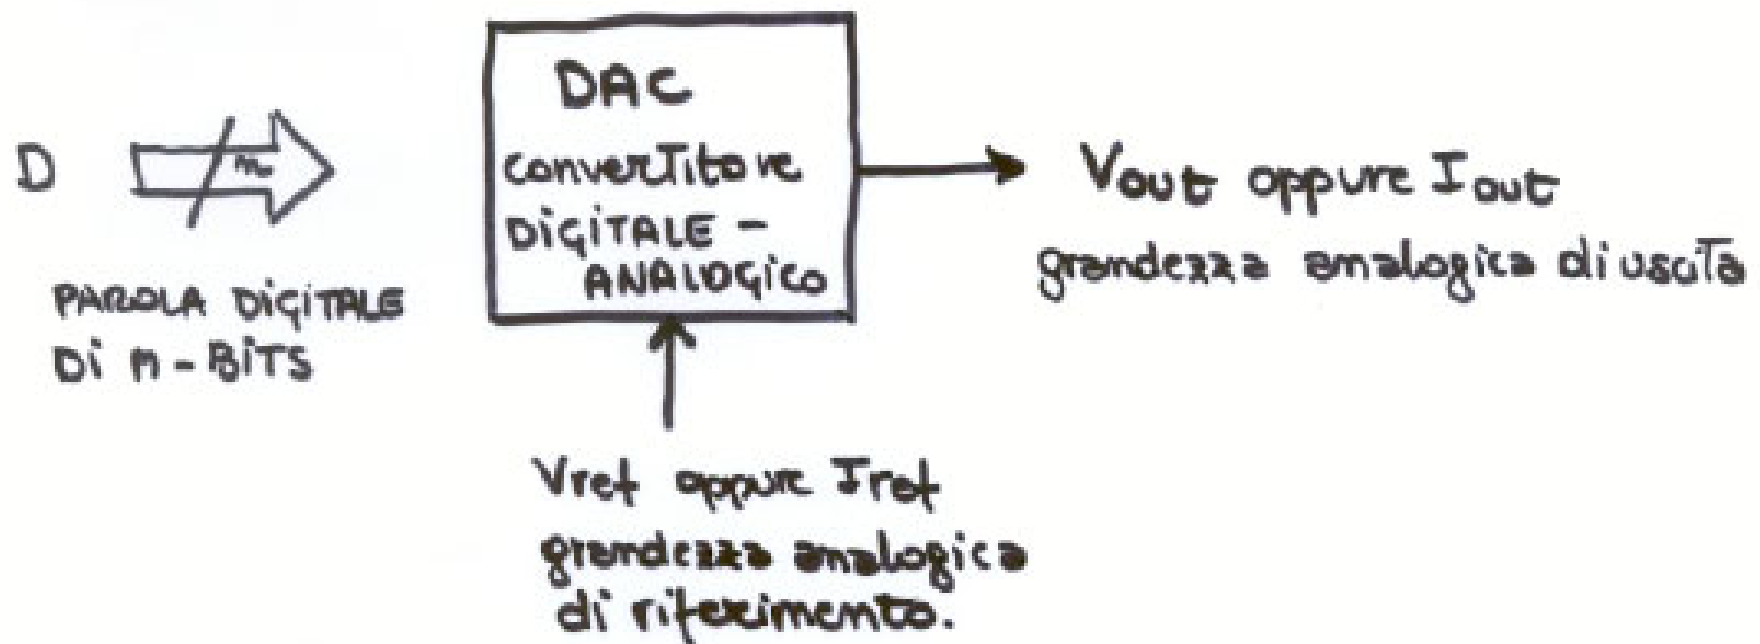 D
n
PAROLA DIGITALE
DI n-BITS
DAC
convertitore
DIGITALE -
ANALOGICO
Vout oppure Iout
grandezza analogica di uscita
Vref oppure Iref
grandezza analogica
di riferimento.